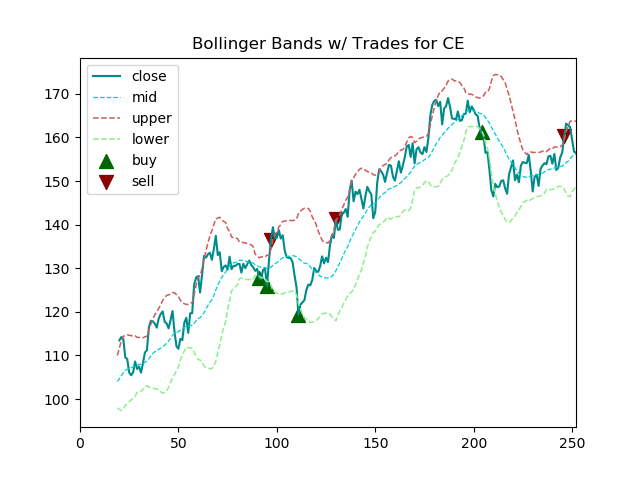 Bollinger Bands w/ Trades for CE
close
mid
upper
lower
buy
sell
170
160
150
140
130
120
110
100
0 50 100 150 200 250